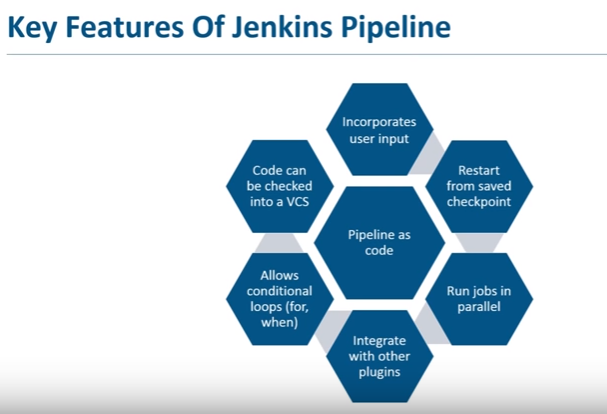 Key Features Of Jenkins Pipeline
Incorporates
user input
Code can
be checked
into a VCS
Restart
from saved
checkpoint
Pipeline as
code
Allows
conditional
loops (for,
when)
Run jobs in
parallel
Integrate
with other
plugins